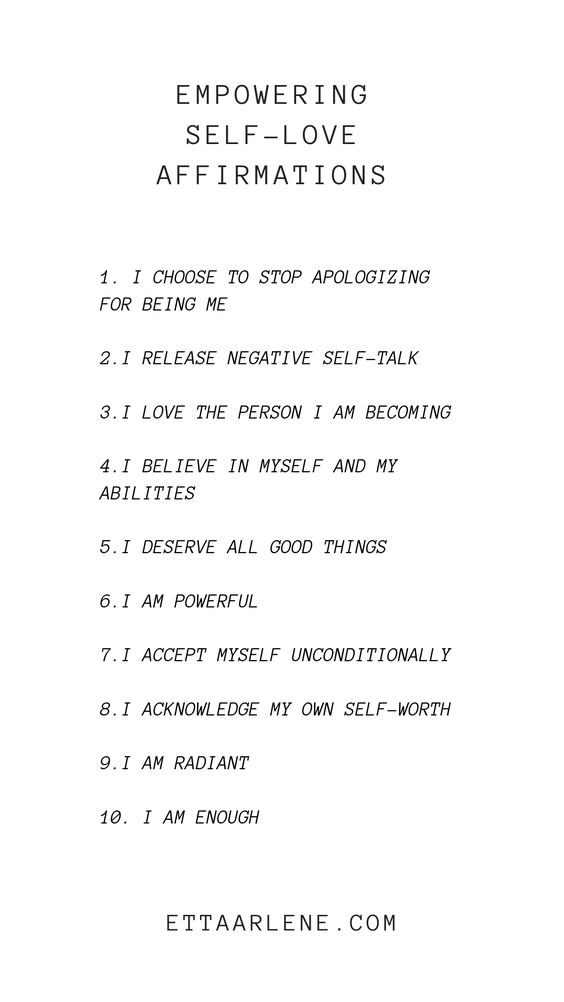 EMPOWERING
SELF-LOVE
AFFIRMATIONS
1. I CHOOSE TO STOP APOLOGIZING
FOR BEING ME
2.I RELEASE NEGATIVE SELF-TALK
3.I LOVE THE PERSON I AM BECOMING
4.I BELIEVE IN MYSELF AND MY
ABILITIES
5.I DESERVE ALL GOOD THINGS
6.I AM POWERFUL
7.I ACCEPT MYSELF UNCONDITIONALLY
8.I ACKNOWLEDGE MY OWN SELF-WORTH
9.I AM RADIANT
10. I AM ENOUGH
ETTAARLENE.COM